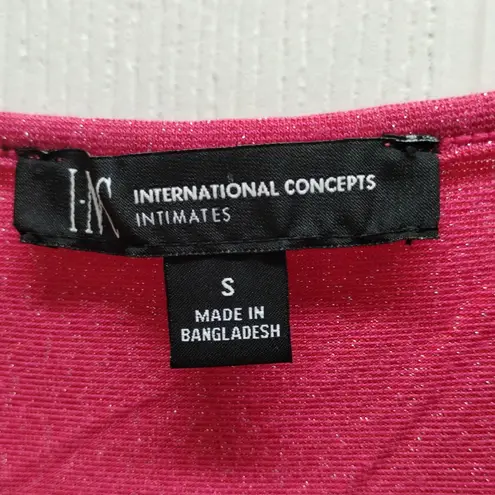 I·N·C
INTERNATIONAL CONCEPTS
INTIMATES
S
MADE IN
BANGLADESH